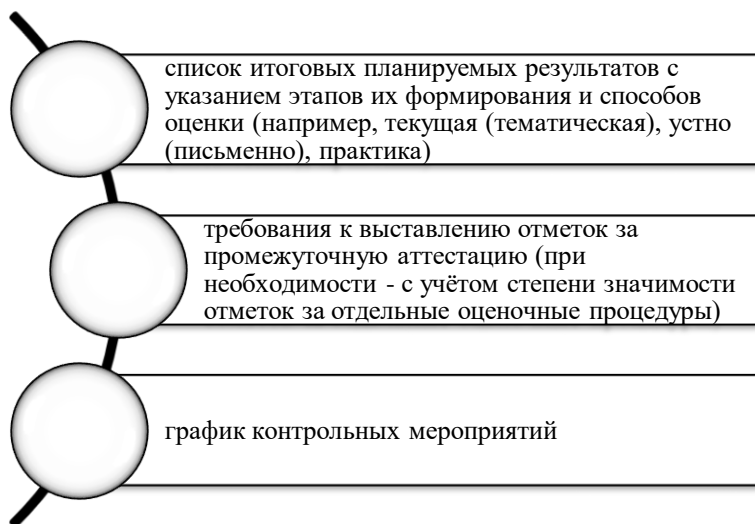 список итоговых планируемых результатов с
указанием этапов их формирования и способов
оценки (например, текущая (тематическая), устно
(письменно), практика)
требования к выставлению отметок за
промежуточную аттестацию (при
необходимости - с учётом степени значимости
отметок за отдельные оценочные процедуры)
график контрольных мероприятий